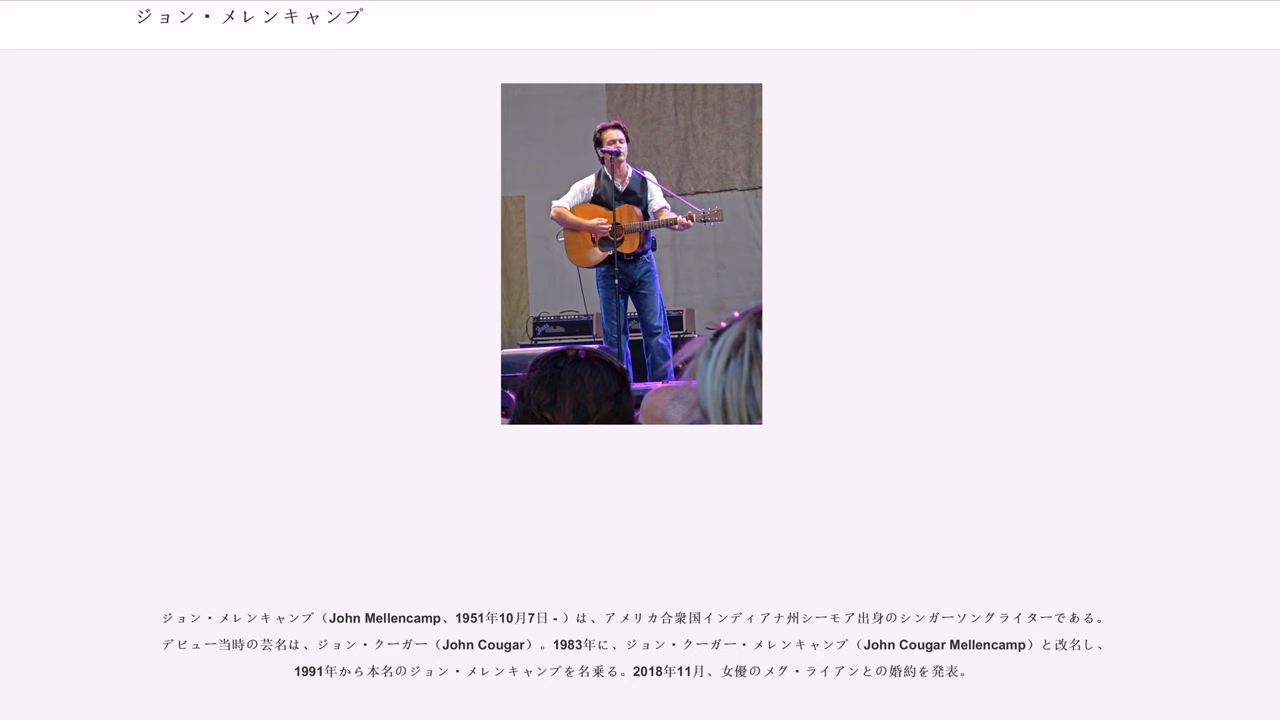 ジョン・メレンキャンプ
ジョン・メレンキャンプ（John Mellencamp、1951年10月7日 - ）は、アメリカ合衆国インディアナ州シーモア出身のシンガーソングライターである。
デビュー当時の芸名は、ジョン・クーガー（John Cougar）。1983年に、ジョン・クーガー・メレンキャンプ（John Cougar Mellencamp）と改名し、
1991年から本名のジョン・メレンキャンプを名乗る。2018年11月、女優のメグ・ライアンとの婚約を発表。